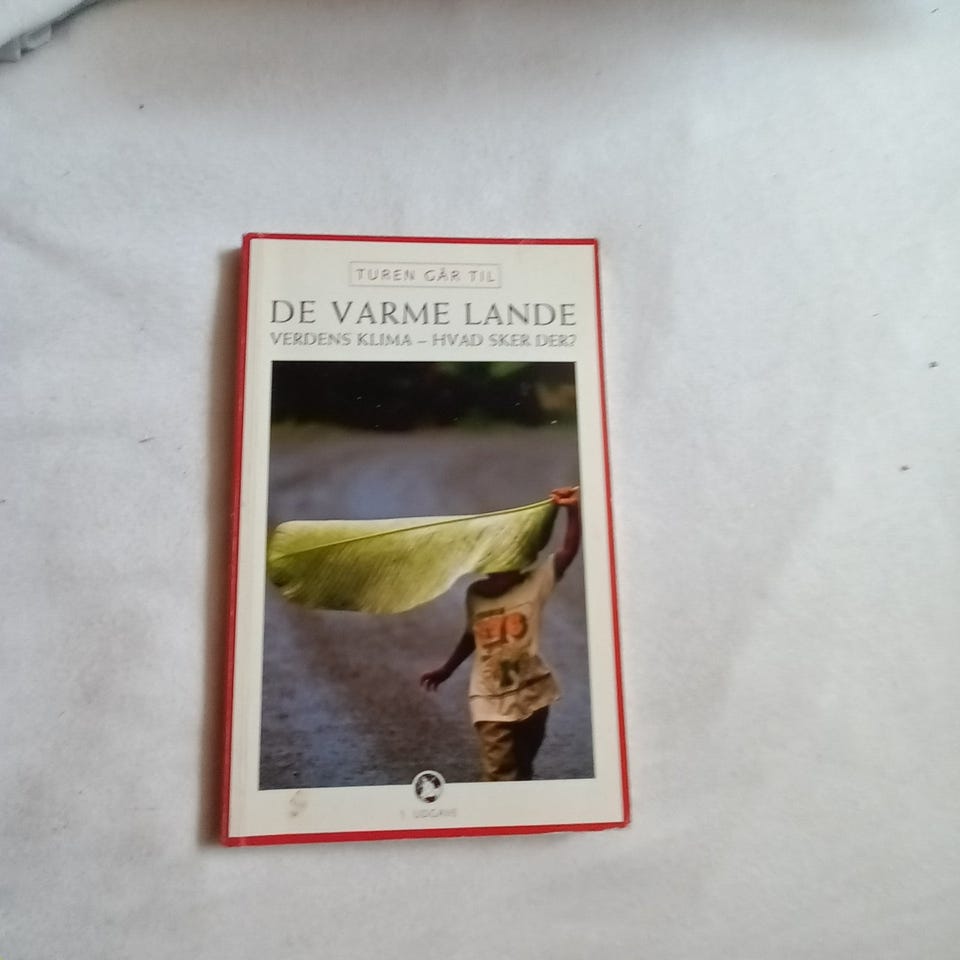 TUREN GÅR TIL
DE VARME LANDE
VERDENS KLIMA – HVAD SKER DER?
1. UDGAVE